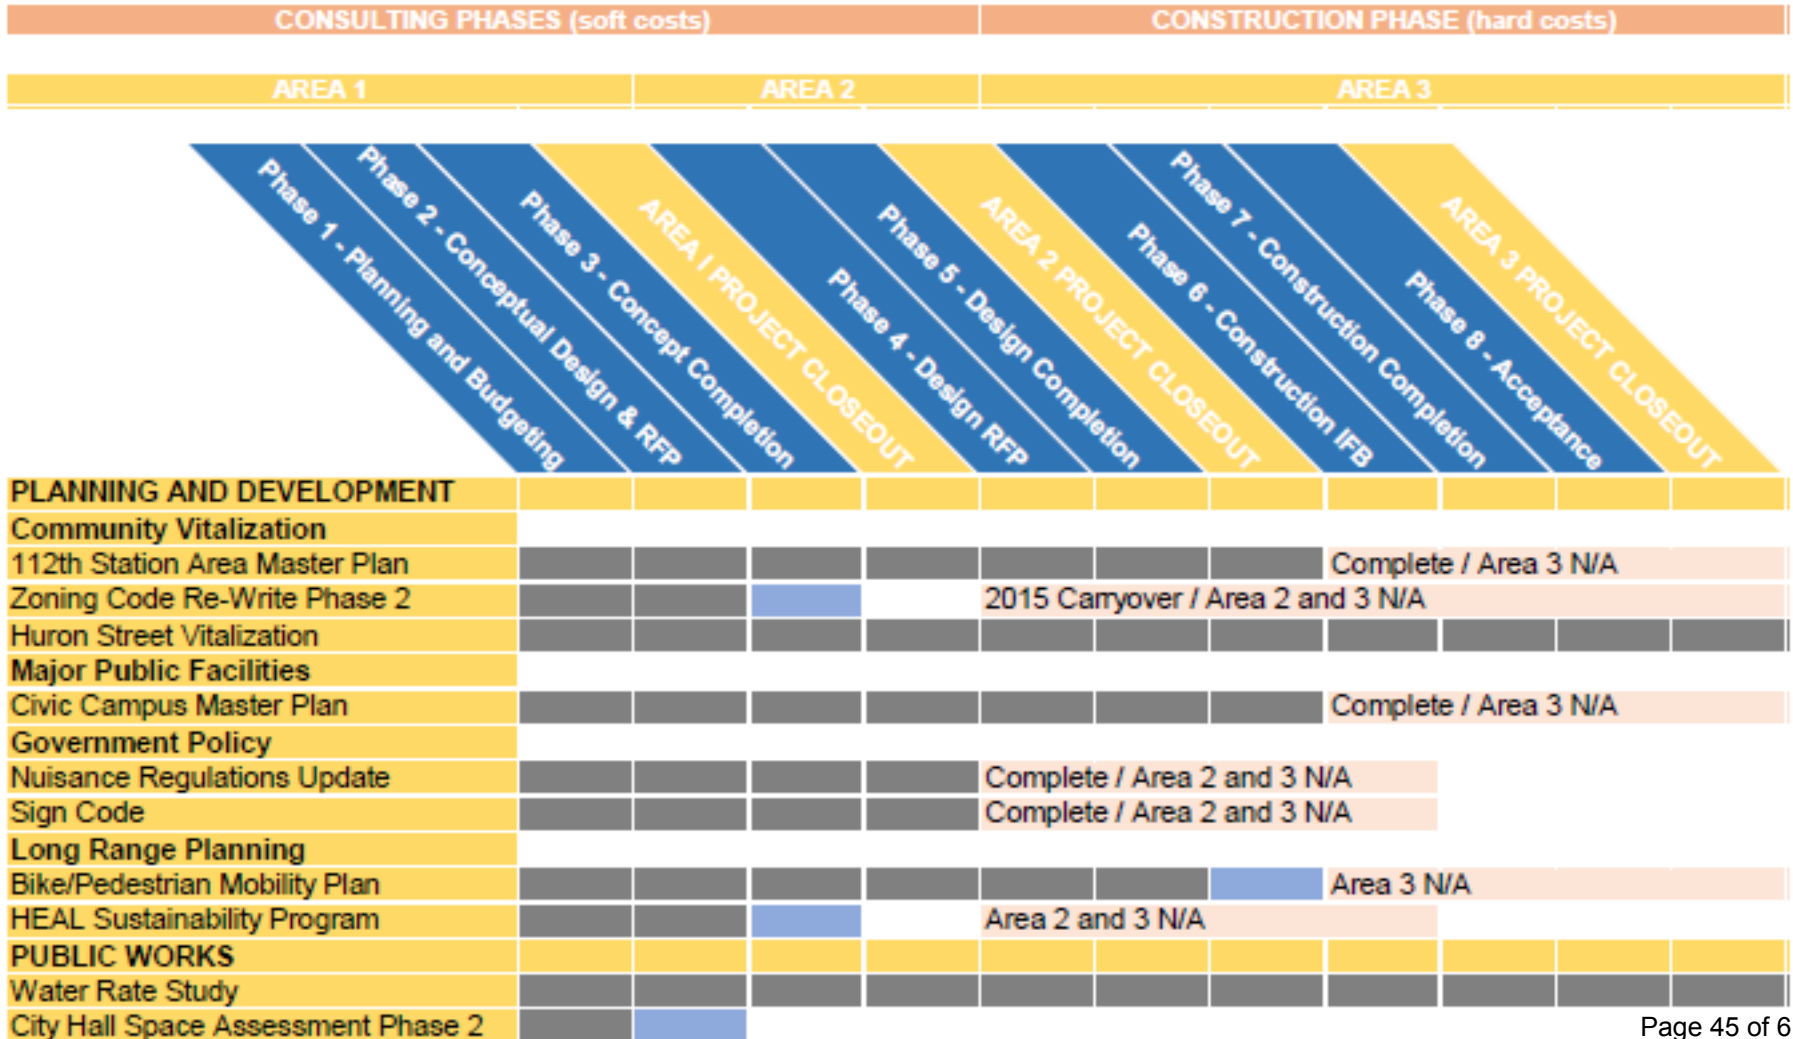 CONSULTING PHASES (soft costs) CONSTRUCTION PHASE (hard costs)
AREA 1 AREA 2 AREA 3
Phase 1 - Planning and Budgeting
Phase 2 - Conceptual Design & RFP
Phase 3 - Concept Completion
AREA I PROJECT CLOSEOUT
Phase 4 - Design RFP
Phase 5 - Design Completion
AREA 2 PROJECT CLOSEOUT
Phase 6 - Construction IFB
Phase 7 - Construction Completion
Phase 8 - Acceptance
AREA 3 PROJECT CLOSEOUT
PLANNING AND DEVELOPMENT
Community Vitalization
112th Station Area Master Plan Complete / Area 3 N/A
Zoning Code Re-Write Phase 2 2015 Carryover / Area 2 and 3 N/A
Huron Street Vitalization
Major Public Facilities
Civic Campus Master Plan Complete / Area 3 N/A
Government Policy
Nuisance Regulations Update Complete / Area 2 and 3 N/A
Sign Code Complete / Area 2 and 3 N/A
Long Range Planning
Bike/Pedestrian Mobility Plan Area 3 N/A
HEAL Sustainability Program Area 2 and 3 N/A
PUBLIC WORKS
Water Rate Study
City Hall Space Assessment Phase 2
Page 45 of 6